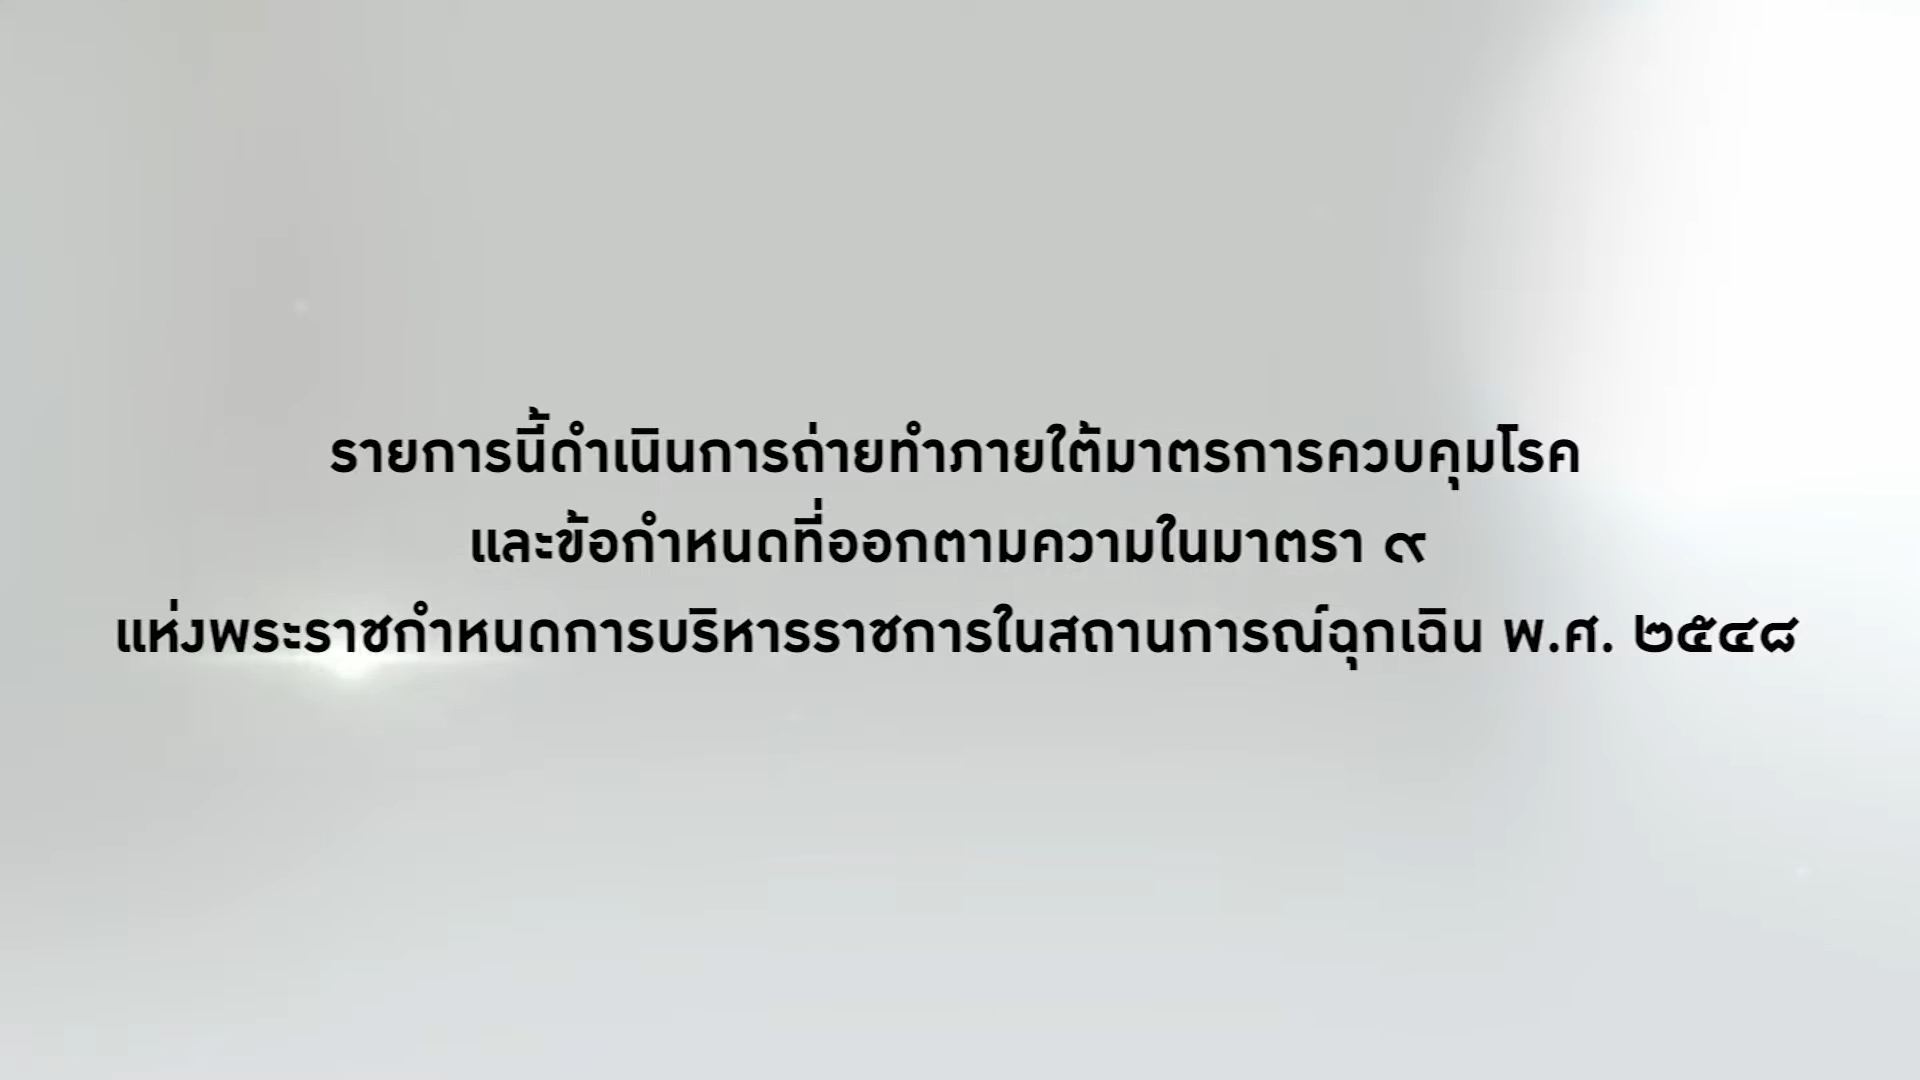 รายการนี้ดำเนินการถ่ายทำภายใต้มาตรการควบคุมโรค
และข้อกำหนดที่ออกตามความในมาตรา ๙
แห่งพระราชกำหนดการบริหารราชการในสถานการณ์ฉุกเฉิน พ.ศ. ๒๕๔๘